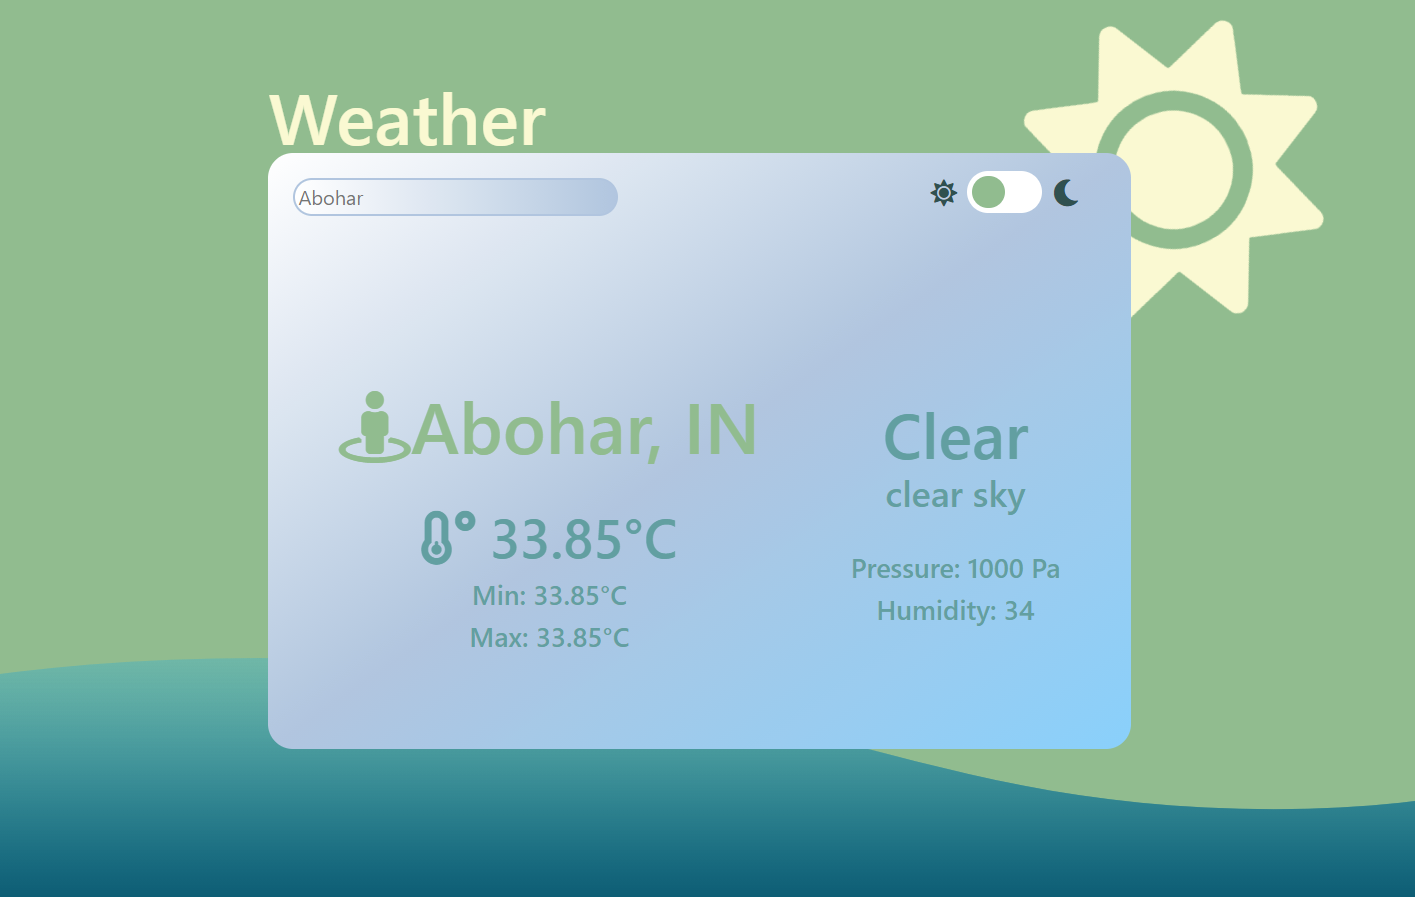 Weather
Abohar
Abohar, IN
33.85°C
Min: 33.85°C
Max: 33.85°C
Clear
clear sky
Pressure: 1000 Pa
Humidity: 34